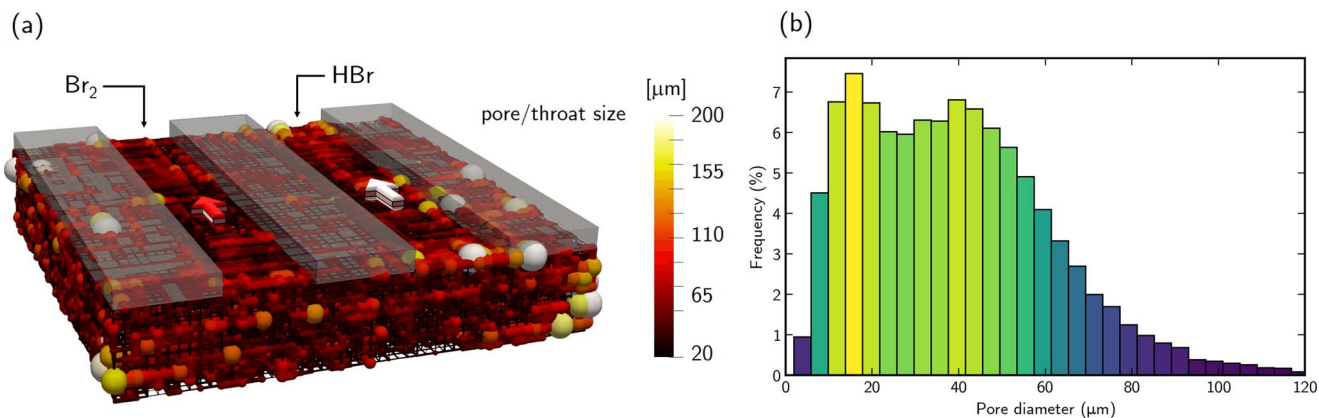 (a)
Br₂
HBr
pore/throat size
[μm]
200
155
110
65
20
(b)
Frequency (%)
7
6
5
4
3
2
1
0
0
20
40
60
80
100
120
Pore diameter (μm)